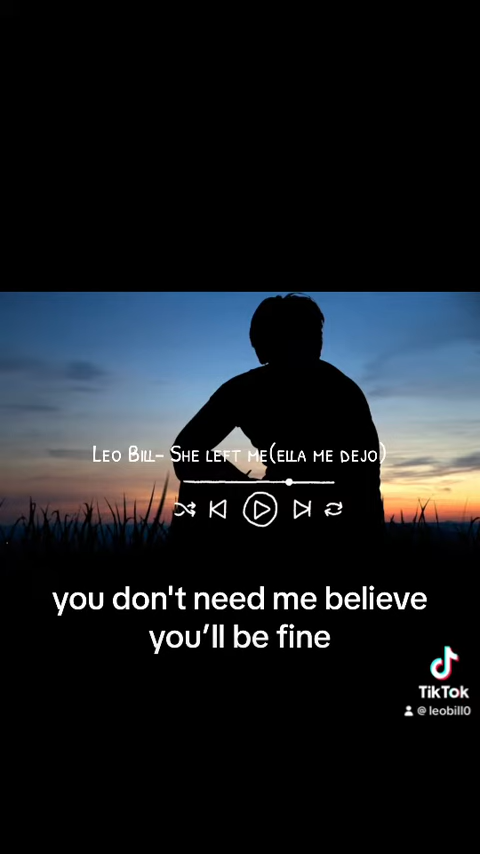 Leo Bill- She left me(ella me dejo)
you don't need me believe
you’ll be fine
TikTok
@ leobill0